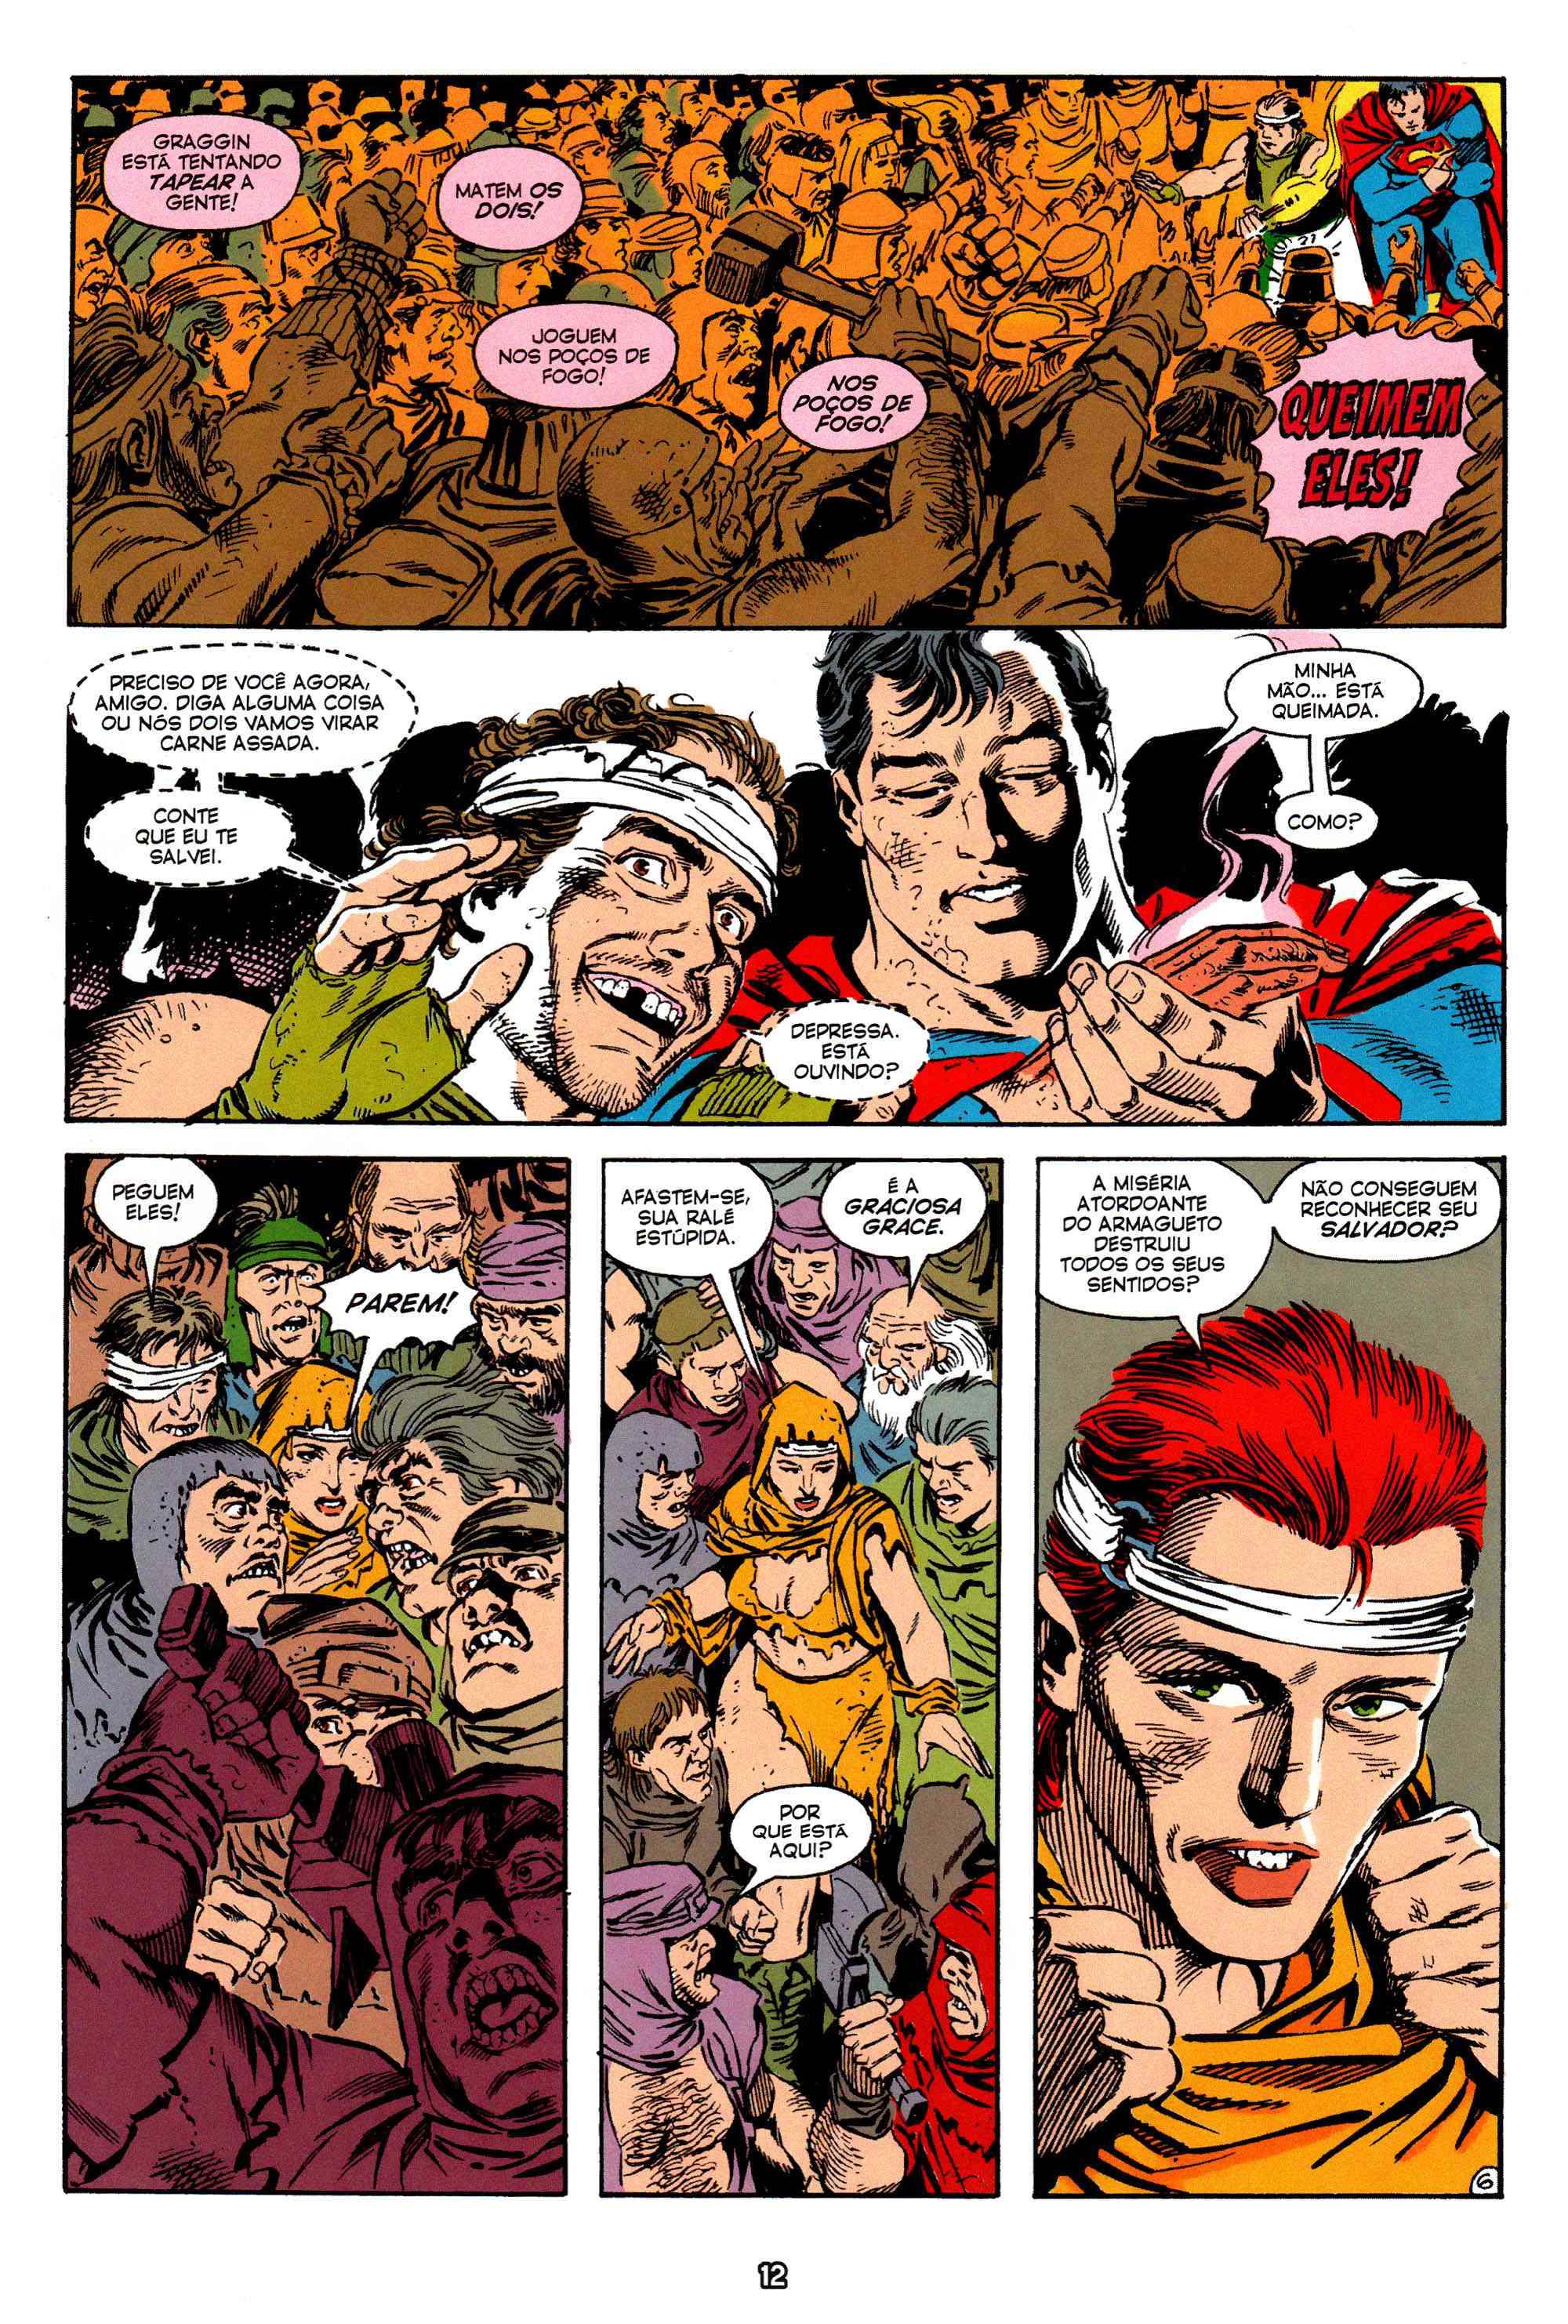 GRAGGIN
ESTÁ TENTANDO
TAPEAR A
GENTE!
MATEM OS
DOIS!
JOGUEM
NOS POÇOS DE
FOGO!
NOS
POÇOS DE
FOGO!
QUEIMEM
ELES!
PRECISO DE VOCÊ AGORA,
AMIGO. DIGA ALGUMA COISA
OU NÓS DOIS VAMOS VIRAR
CARNE ASSADA.
CONTE
QUE EU TE
SALVEI.
DEPRESSA.
ESTÁ
OUVINDO?
MINHA
MÃO... ESTÁ
QUEIMADA.
COMO?
PEGUEM
ELES!
PAREM!
AFASTEM-SE,
SUA RALÉ
ESTÚPIDA.
É A
GRACIOSA
GRACE.
POR
QUE ESTÁ
AQUI?
A MISÉRIA
ATORDOANTE
DO ARMAGUETO
DESTRUIU
TODOS OS SEUS
SENTIDOS?
NÃO CONSEGUEM
RECONHECER SEU
SALVADOR?
6
12